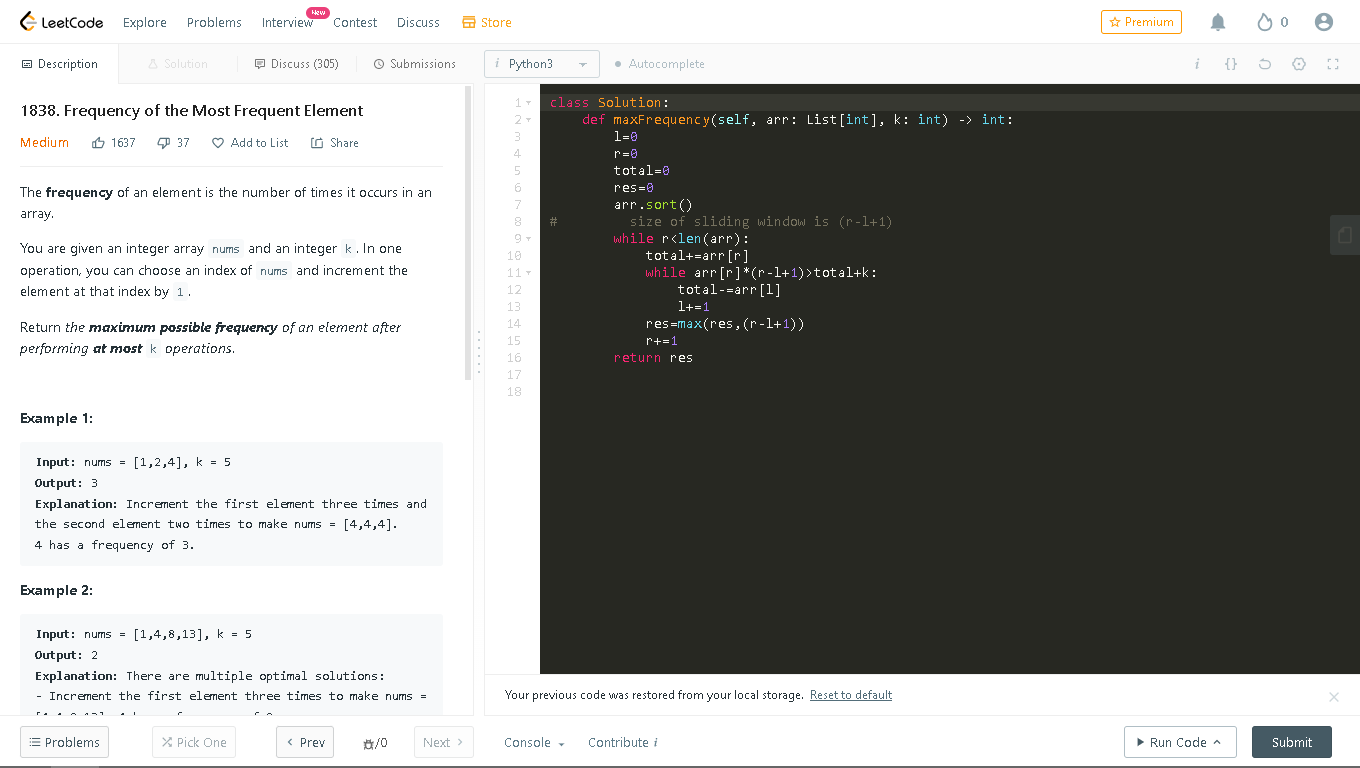 LeetCode Explore Problems Interview New Contest Discuss Store Premium 0
Description Solution Discuss (305) Submissions
i Python3 Autocomplete i {}
1838. Frequency of the Most Frequent Element
Medium 1637 37 Add to List Share
The frequency of an element is the number of times it occurs in an
array.
You are given an integer array nums and an integer k. In one
operation, you can choose an index of nums and increment the
element at that index by 1.
Return the maximum possible frequency of an element after
performing at most k operations.
Example 1:
Input: nums = [1,2,4], k = 5
Output: 3
Explanation: Increment the first element three times and
the second element two times to make nums = [4,4,4].
4 has a frequency of 3.
Example 2:
Input: nums = [1,4,8,13], k = 5
Output: 2
Explanation: There are multiple optimal solutions:
- Increment the first element three times to make nums =
1 class Solution:
2 def maxFrequency(self, arr: List[int], k: int) -> int:
3 l=0
4 r=0
5 total=0
6 res=0
7 arr.sort()
8 # size of sliding window is (r-l+1)
9 while r<len(arr):
10 total+=arr[r]
11 while arr[r]*(r-l+1)>total+k:
12 total-=arr[l]
13 l+=1
14 res=max(res,(r-l+1))
15 r+=1
16 return res
17
18
Your previous code was restored from your local storage. Reset to default
Problems Pick One Prev /0 Next Console Contribute i Run Code Submit